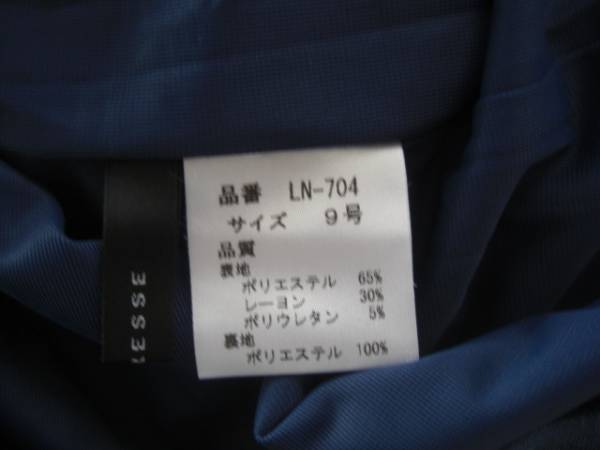 品番 LN-704
サイズ 9号
品質
表地
ポリエステル 65%
レーヨン 30%
ポリウレタン 5%
裏地
ポリエステル 100%
ESSE